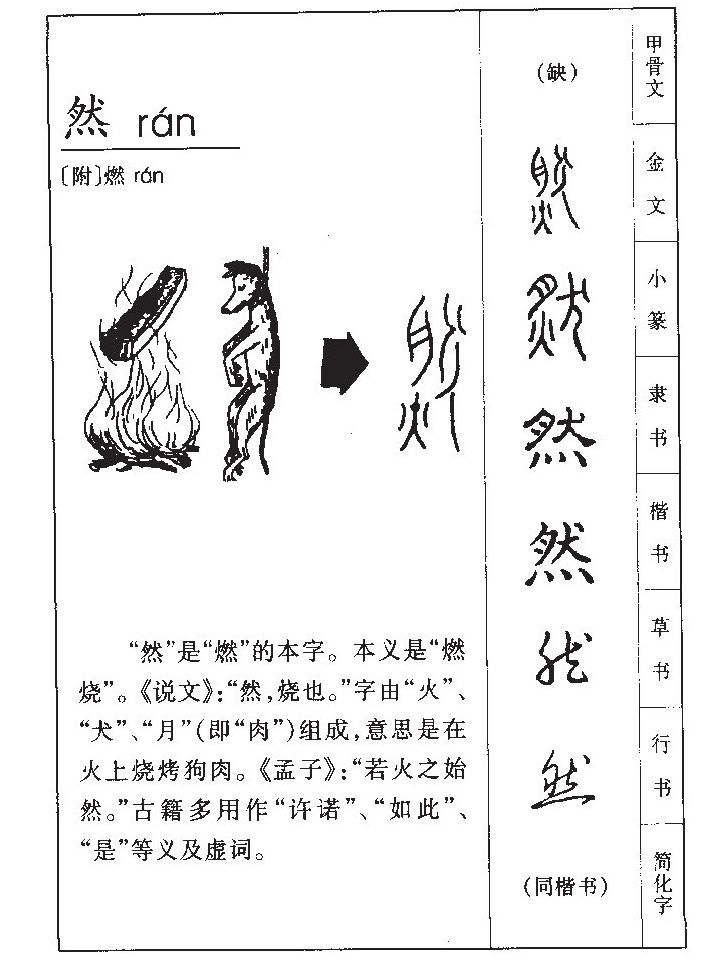 然 rán
〔附〕燃 rán
“然”是“燃”的本字。本义是“燃
烧”。《说文》：“然，烧也。”字由“火”、
“犬”、“月”（即“肉”）组成，意思是在
火上烧烤狗肉。《孟子》：“若火之始
然。”古籍多用作“许诺”、“如此”、
“是”等义及虚词。
（缺）
甲骨文
金文
小篆
然
隶书
然
楷书
然
草书
然
行书
（同楷书）
简化字